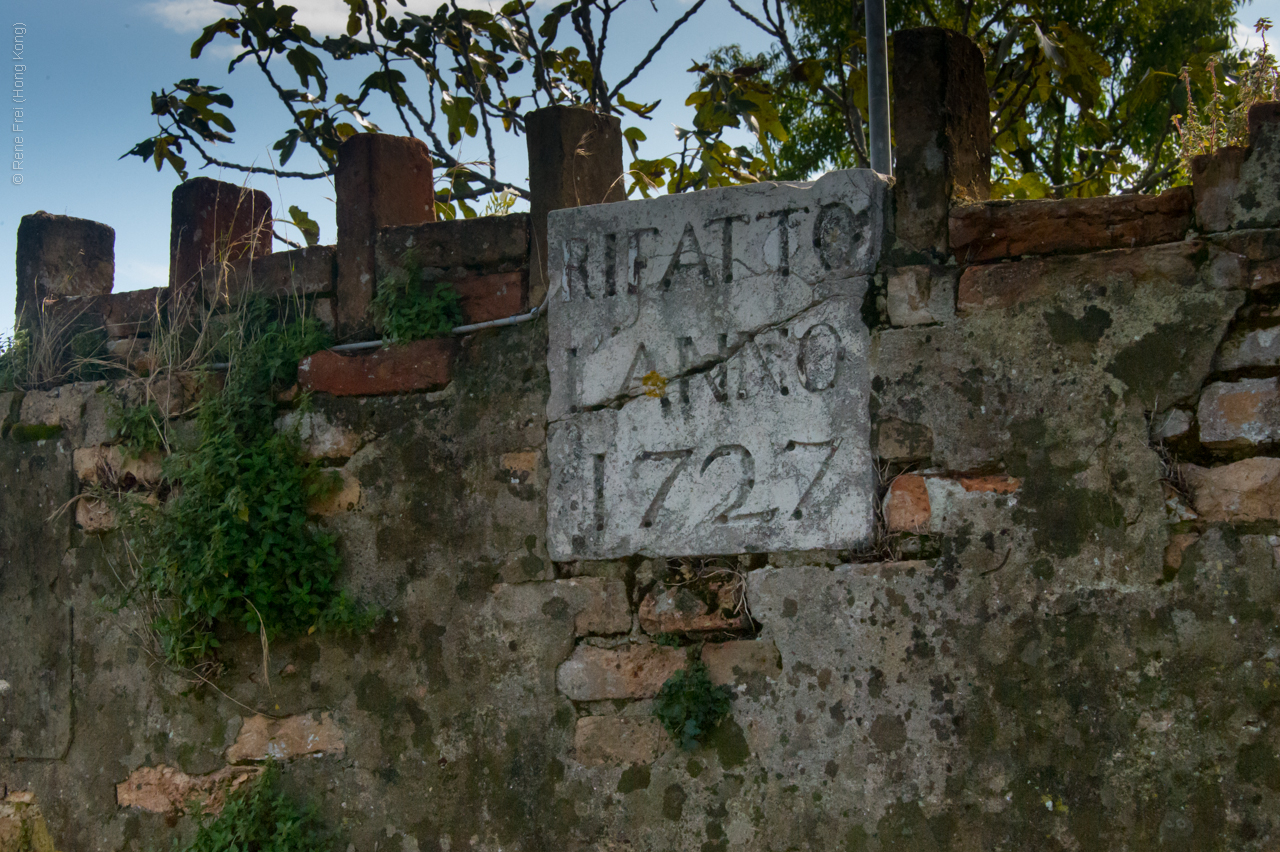 © Rene Frei (Hong Kong)
RIFATTO
L'ANNO
1727